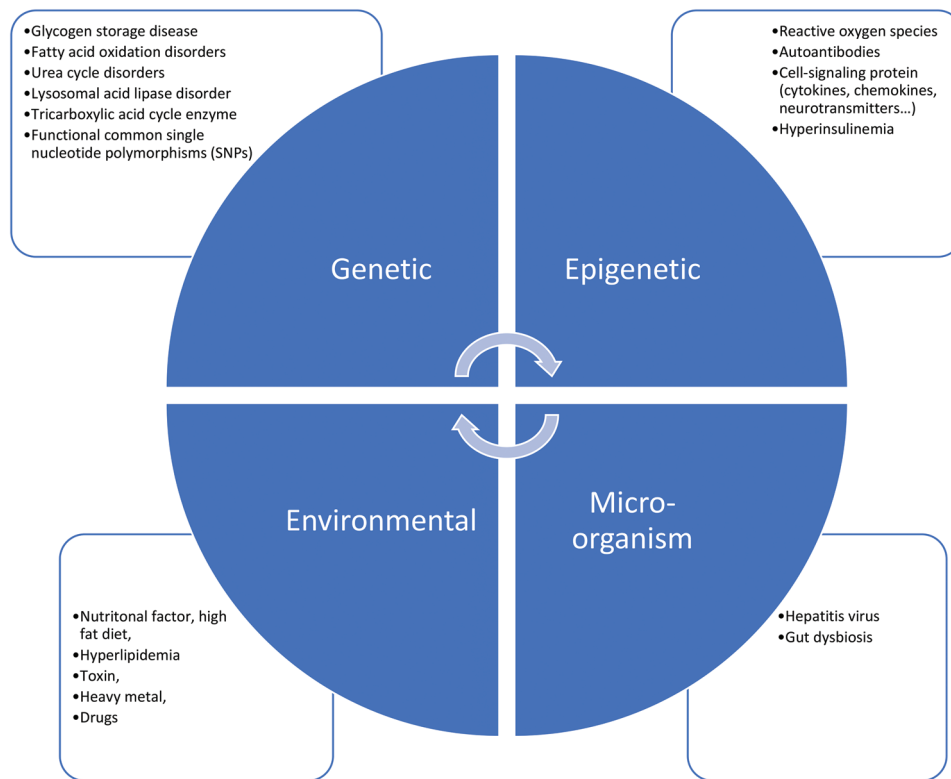 •Glycogen storage disease
•Fatty acid oxidation disorders
•Urea cycle disorders
•Lysosomal acid lipase disorder
•Tricarboxylic acid cycle enzyme
•Functional common single
nucleotide polymorphisms (SNPs)
•Reactive oxygen species
•Autoantibodies
•Cell-signaling protein
(cytokines, chemokines,
neurotransmitters...)
•Hyperinsulinemia
Genetic
Epigenetic
Environmental
Micro-
organism
•Nutritonal factor, high
fat diet,
•Hyperlipidemia
•Toxin,
•Heavy metal,
•Drugs
•Hepatitis virus
•Gut dysbiosis